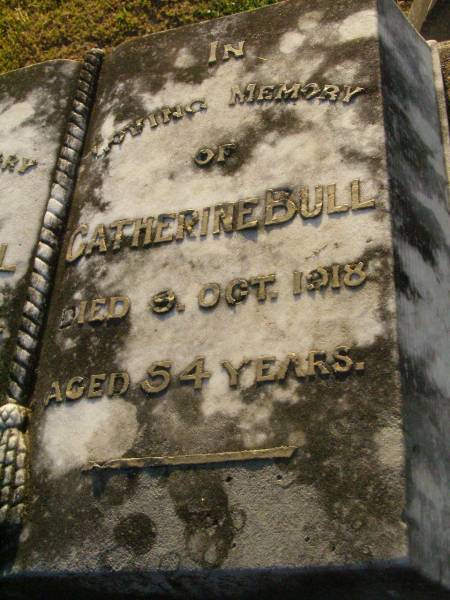 IN
LOVING MEMORY
OF
CATHERINE BULL
DIED 9. OCT. 1918
AGED 54 YEARS.